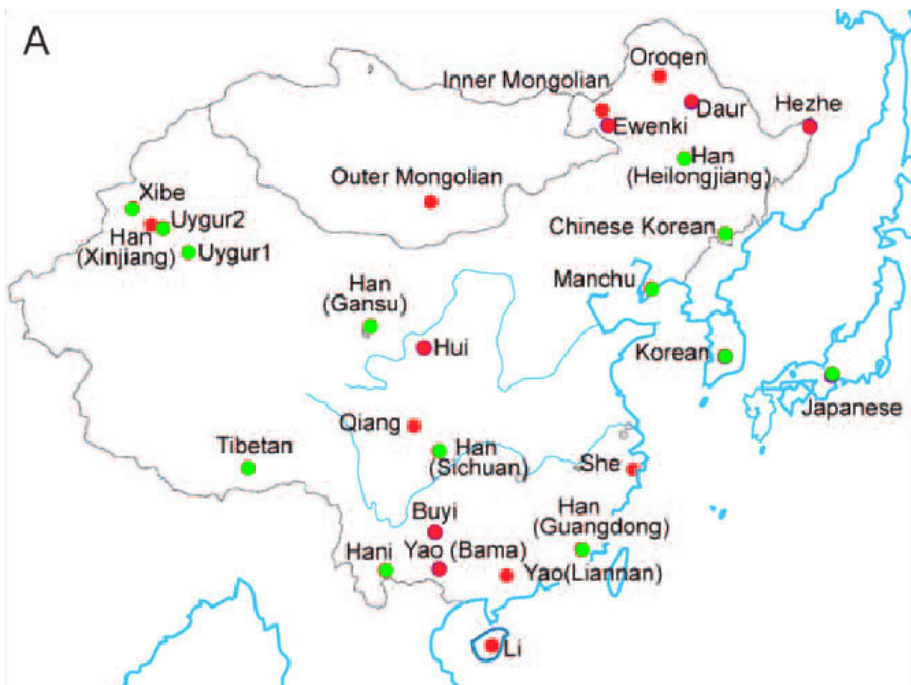 A
Oroqen
Inner Mongolian
Daur
Hezhe
Ewenki
Han
(Heilongjiang)
Outer Mongolian
Xibe
Uygur2
Han
(Xinjiang)
Uygur1
Chinese Korean
Manchu
Han
(Gansu)
Hui
Korean
Japanese
Qiang
Tibetan
Han
(Sichuan)
She
Buyi
Han
(Guangdong)
Hani
Yao (Bama)
Yao(Liannan)
Li